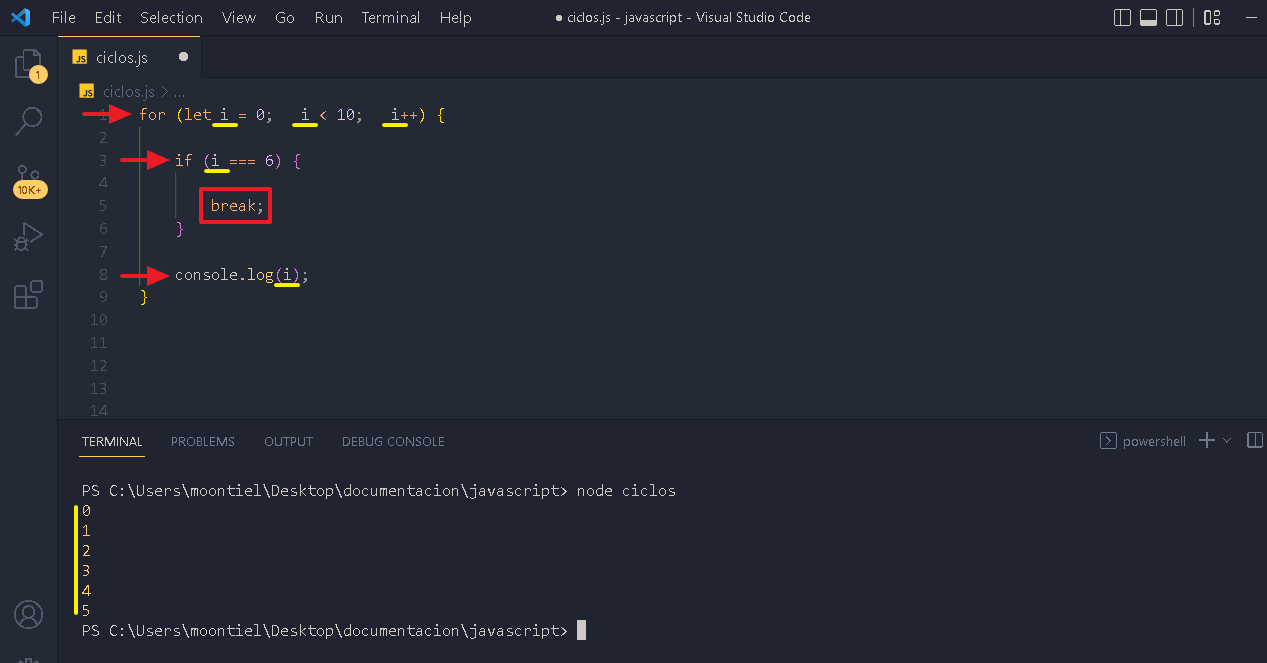 File Edit Selection View Go Run Terminal Help ● ciclos.js - javascript - Visual Studio Code
JS ciclos.js ●
1
JS ciclos.js > ...
1 for (let i = 0; i < 10; i++) {
2
3 if (i === 6) {
4
5 break;
6 }
7
8 console.log(i);
9 }
10
11
12
13
14
10K+
TERMINAL PROBLEMS OUTPUT DEBUG CONSOLE powershell
PS C:\Users\moontiel\Desktop\documentacion\javascript> node ciclos
0
1
2
3
4
5
PS C:\Users\moontiel\Desktop\documentacion\javascript>